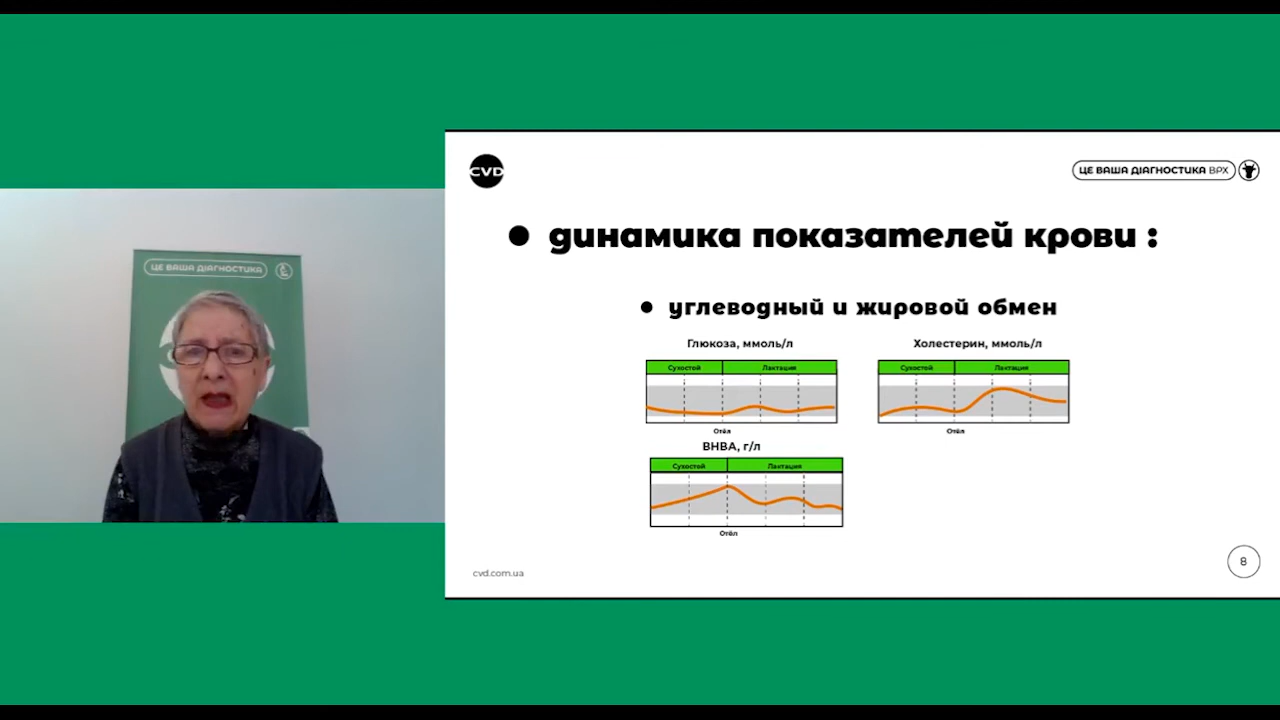 ЦЕ ВАША ДІАГНОСТИКА
CVD
ЦЕ ВАША ДІАГНОСТИКА ВРХ
• динамика показателей крови :
• углеводный и жировой обмен
Глюкоза, ммоль/л
Сухостой Лактация
Отёл
Холестерин, ммоль/л
Сухостой Лактация
Отёл
ВНВА, г/л
Сухостой Лактация
Отёл
cvd.com.ua
8